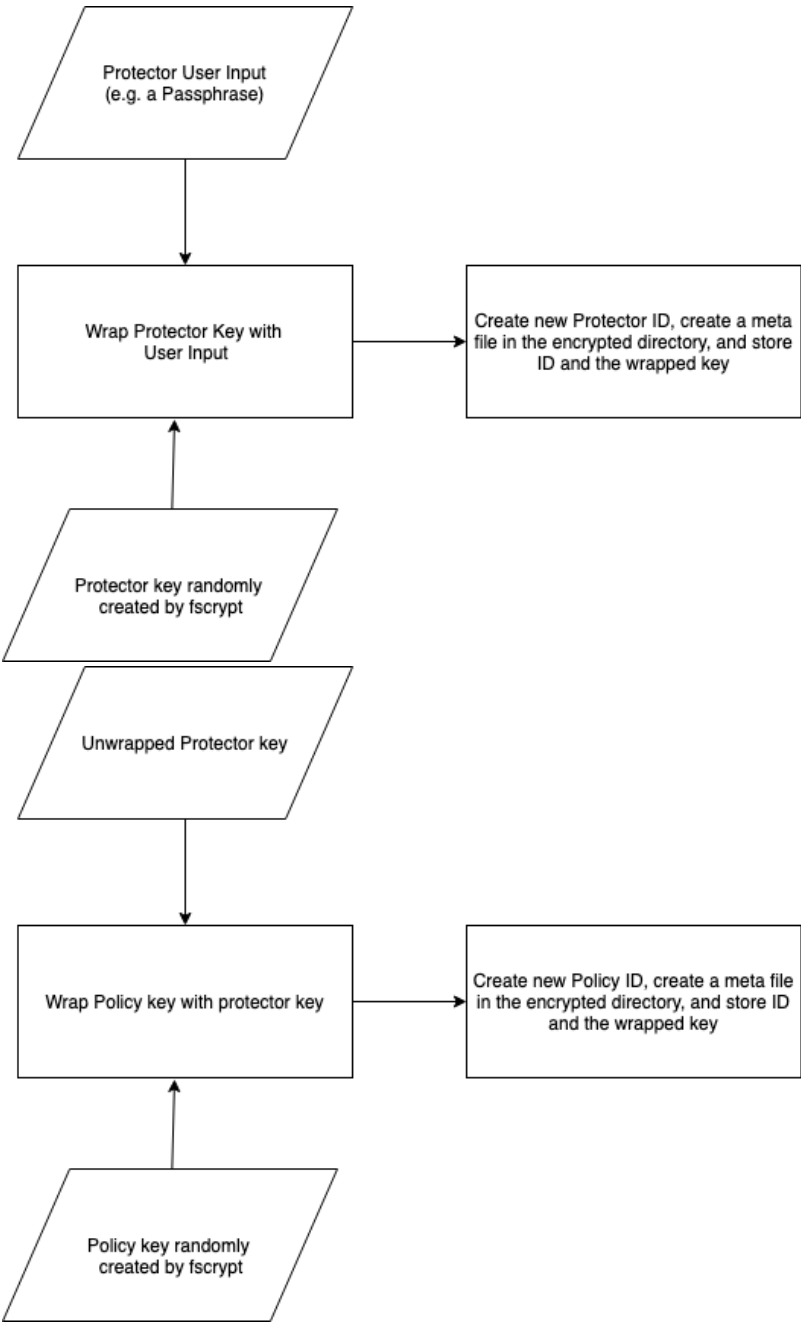 Protector User Input
(e.g. a Passphrase)
Wrap Protector Key with
User Input
Create new Protector ID, create a meta
file in the encrypted directory, and store
ID and the wrapped key
Protector key randomly
created by fscrypt
Unwrapped Protector key
Wrap Policy key with protector key
Create new Policy ID, create a meta file
in the encrypted directory, and store ID
and the wrapped key
Policy key randomly
created by fscrypt